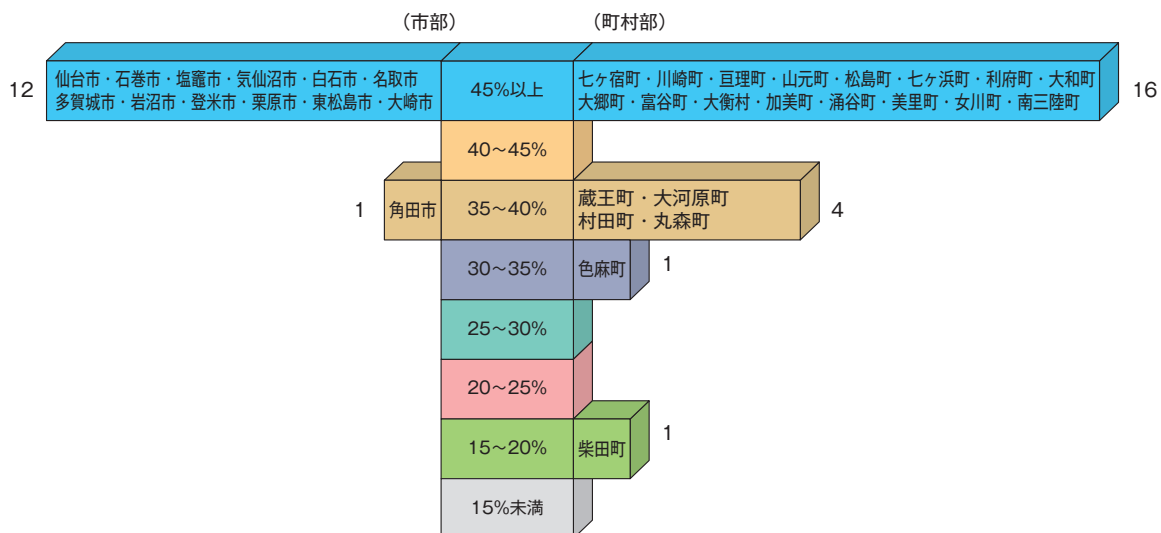 （市部）
（町村部）
12
仙台市・石巻市・塩竈市・気仙沼市・白石市・名取市
多賀城市・岩沼市・登米市・栗原市・東松島市・大崎市
45%以上
七ヶ宿町・川崎町・亘理町・山元町・松島町・七ヶ浜町・利府町・大和町
大郷町・富谷町・大衡村・加美町・涌谷町・美里町・女川町・南三陸町
16
40～45%
1
角田市
35～40%
蔵王町・大河原町
村田町・丸森町
4
30～35%
色麻町
1
25～30%
20～25%
15～20%
柴田町
1
15%未満